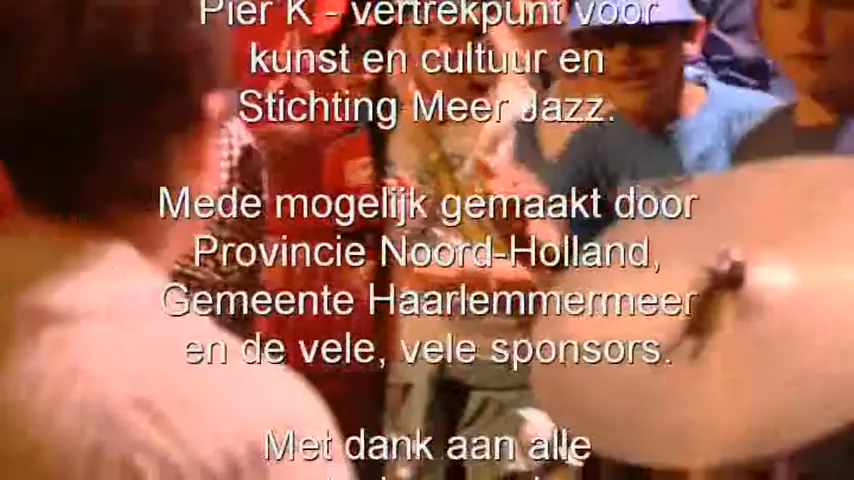 Pier K - vertrekpunt voor
kunst en cultuur en
Stichting Meer Jazz.
Mede mogelijk gemaakt door
Provincie Noord-Holland,
Gemeente Haarlemmermeer
en de vele, vele sponsors.
Met dank aan alle